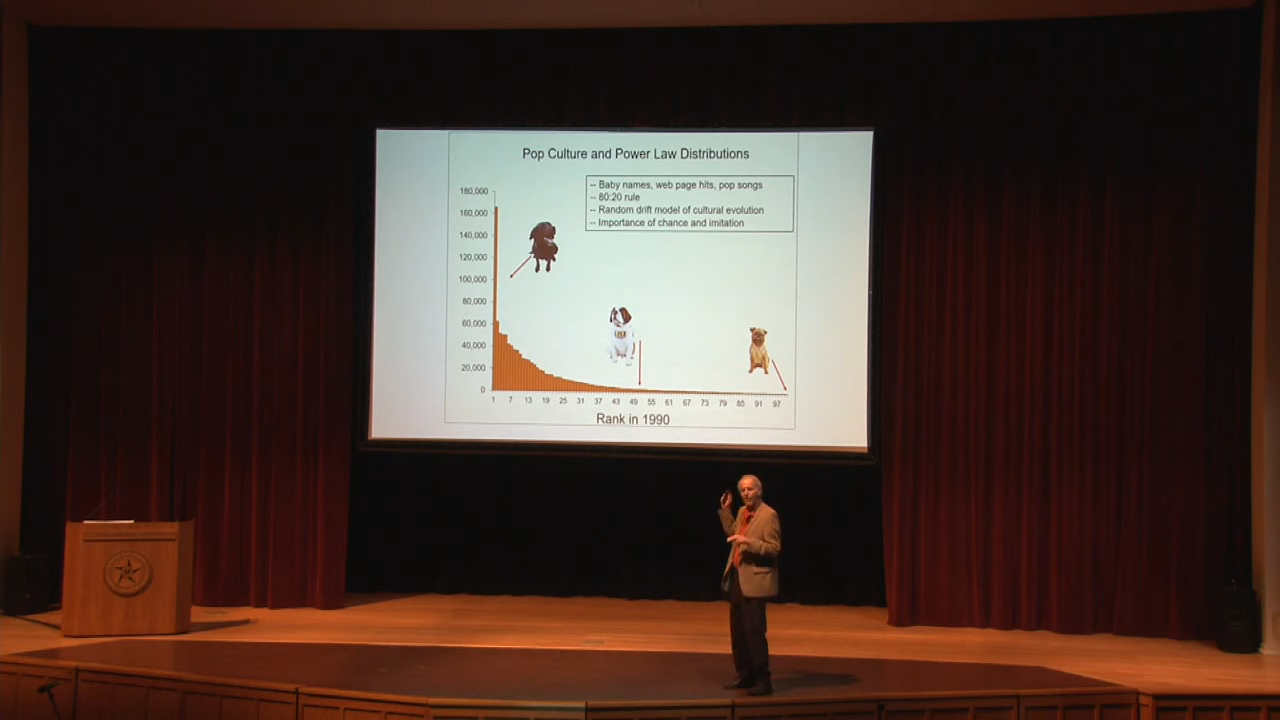 Pop Culture and Power Law Distributions
-- Baby names, web page hits, pop songs
-- 80:20 rule
-- Random drift model of cultural evolution
-- Importance of chance and imitation
180,000
160,000
140,000
120,000
100,000
80,000
60,000
40,000
20,000
0
1 7 13 19 25 31 37 43 49 55 61 67 73 79 85 91 97
Rank in 1990